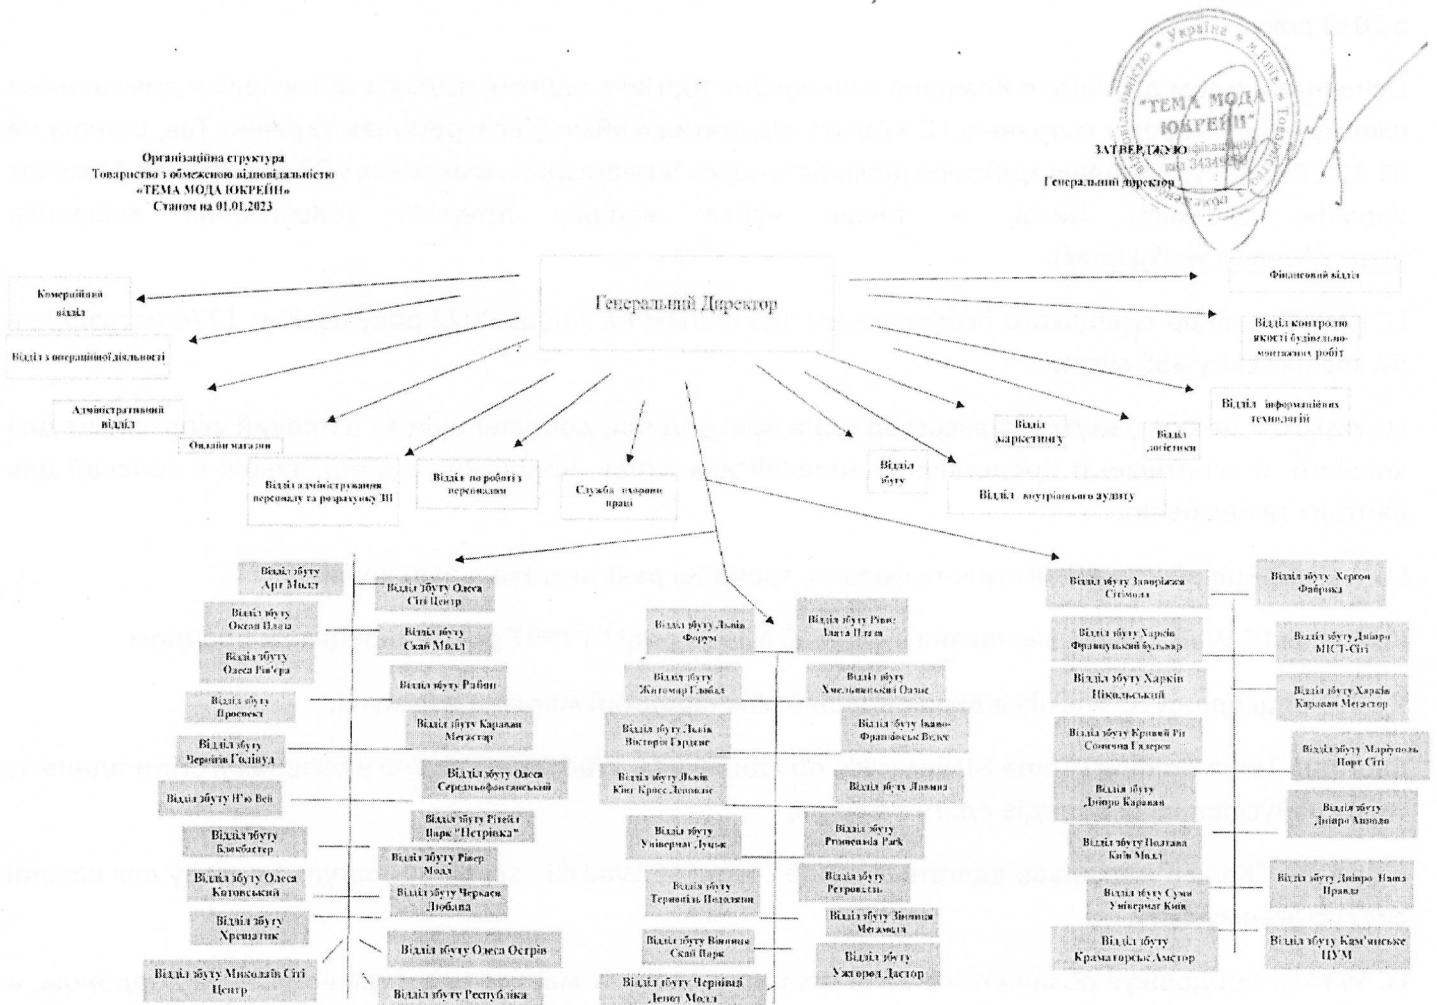 Організаційна структура
Товариство з обмеженою відповідальністю
«ТЕМА МОДА ЮКРЕЙН»
Станом на 01.01.2023
Україна * м.Київ * Товариство з обмеженою відповідальністю
"ТЕМА МОДА
ЮКРЕЙН"
ЗАТВЕРДЖУЮ
Генеральний директор
Генеральний Директор
Комерційний
відділ
Відділ з операційної діяльності
Адміністративний
відділ
Онлайн магазин
Відділ адміністрування
персоналу та розрахунку ЗП
Відділ по роботі з
персоналом
Служба охорони
праці
Відділ
збуту
Відділ
маркетингу
Відділ внутрішнього аудиту
Відділ
логістики
Відділ інформаційних
технологій
Відділ контролю
якості будівельно-
монтажних робіт
Фінансовий відділ
Відділ збуту
Арт Молл
Відділ збуту Одеса
Сіті Центр
Відділ збуту
Океан Плаза
Відділ збуту
Скай Молл
Відділ збуту
Одеса Рів'єра
Відділ збуту Район
Відділ збуту
Проспект
Відділ збуту Караван
Мегастар
Відділ збуту
Чернігів Голівуд
Відділ збуту Одеса
Середньофонтанський
Відділ збуту Н'ю Вей
Відділ збуту Рітейл
Парк "Петрівка"
Відділ збуту
Блокбастер
Відділ збуту Рівер
Молл
Відділ збуту Одеса
Котовський
Відділ збуту Черкаси
Любава
Відділ збуту
Хрещатик
Відділ збуту Одеса Острів
Відділ збуту Миколаїв Сіті
Центр
Відділ збуту Республіка
Відділ збуту Львів
Форум
Відділ збуту Рівне
Злата Плаза
Відділ збуту
Житомир Глобал
Відділ збуту
Хмельницький Оазис
Відділ збуту Львів
Вікторія Гарденс
Відділ збуту Івано-
Франківськ Велес
Відділ збуту Львів
Кінг Кросс Леополіс
Відділ збуту Лавина
Відділ збуту
Універмаг Луцьк
Відділ збуту
Promenada Park
Відділ збуту
Тернопіль Подоляни
Відділ збуту
Ретровілль
Відділ збуту Вінниця
Мегамолл
Відділ збуту Вінниця
Скай Парк
Відділ збуту
Ужгород Дастор
Відділ збуту Чернівці
Депот Молл
Відділ збуту Запоріжжя
Сітімолл
Відділ збуту Херсон
Фабрика
Відділ збуту Харків
Французький бульвар
Відділ збуту Дніпро
МІСТ-Сіті
Відділ збуту Харків
Нікольський
Відділ збуту Харків
Караван Мегастор
Відділ збуту Кривий Ріг
Сонячна Галерея
Відділ збуту Маріуполь
Порт Сіті
Відділ збуту
Дніпро Караван
Відділ збуту
Дніпро Апполо
Відділ збуту Полтава
Київ Молл
Відділ збуту Дніпро Наша
Правда
Відділ збуту Суми
Універмаг Київ
Відділ збуту
Краматорськ Амстор
Відділ збуту Кам'янське
ЦУМ